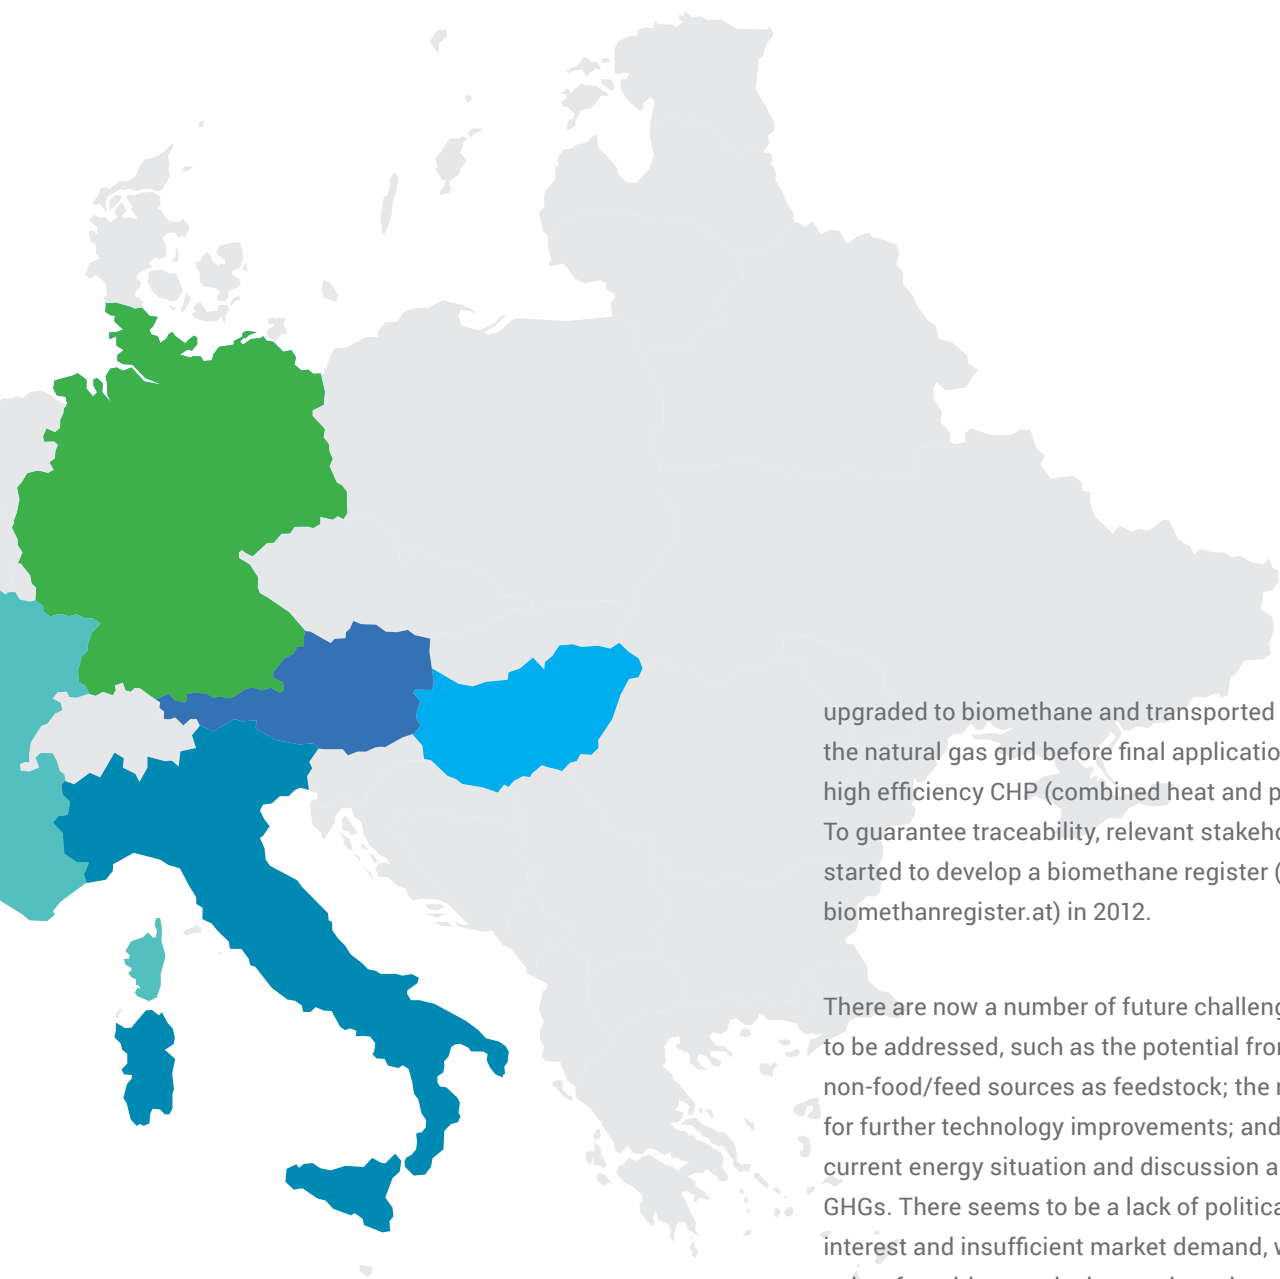 upgraded to biomethane and transported
the natural gas grid before final applicatio
high efficiency CHP (combined heat and p
To guarantee traceability, relevant stakeho
started to develop a biomethane register (
biomethanregister.at) in 2012.
There are now a number of future challeng
to be addressed, such as the potential fro
non-food/feed sources as feedstock; the
for further technology improvements; and
current energy situation and discussion a
GHGs. There seems to be a lack of politica
interest and insufficient market demand,